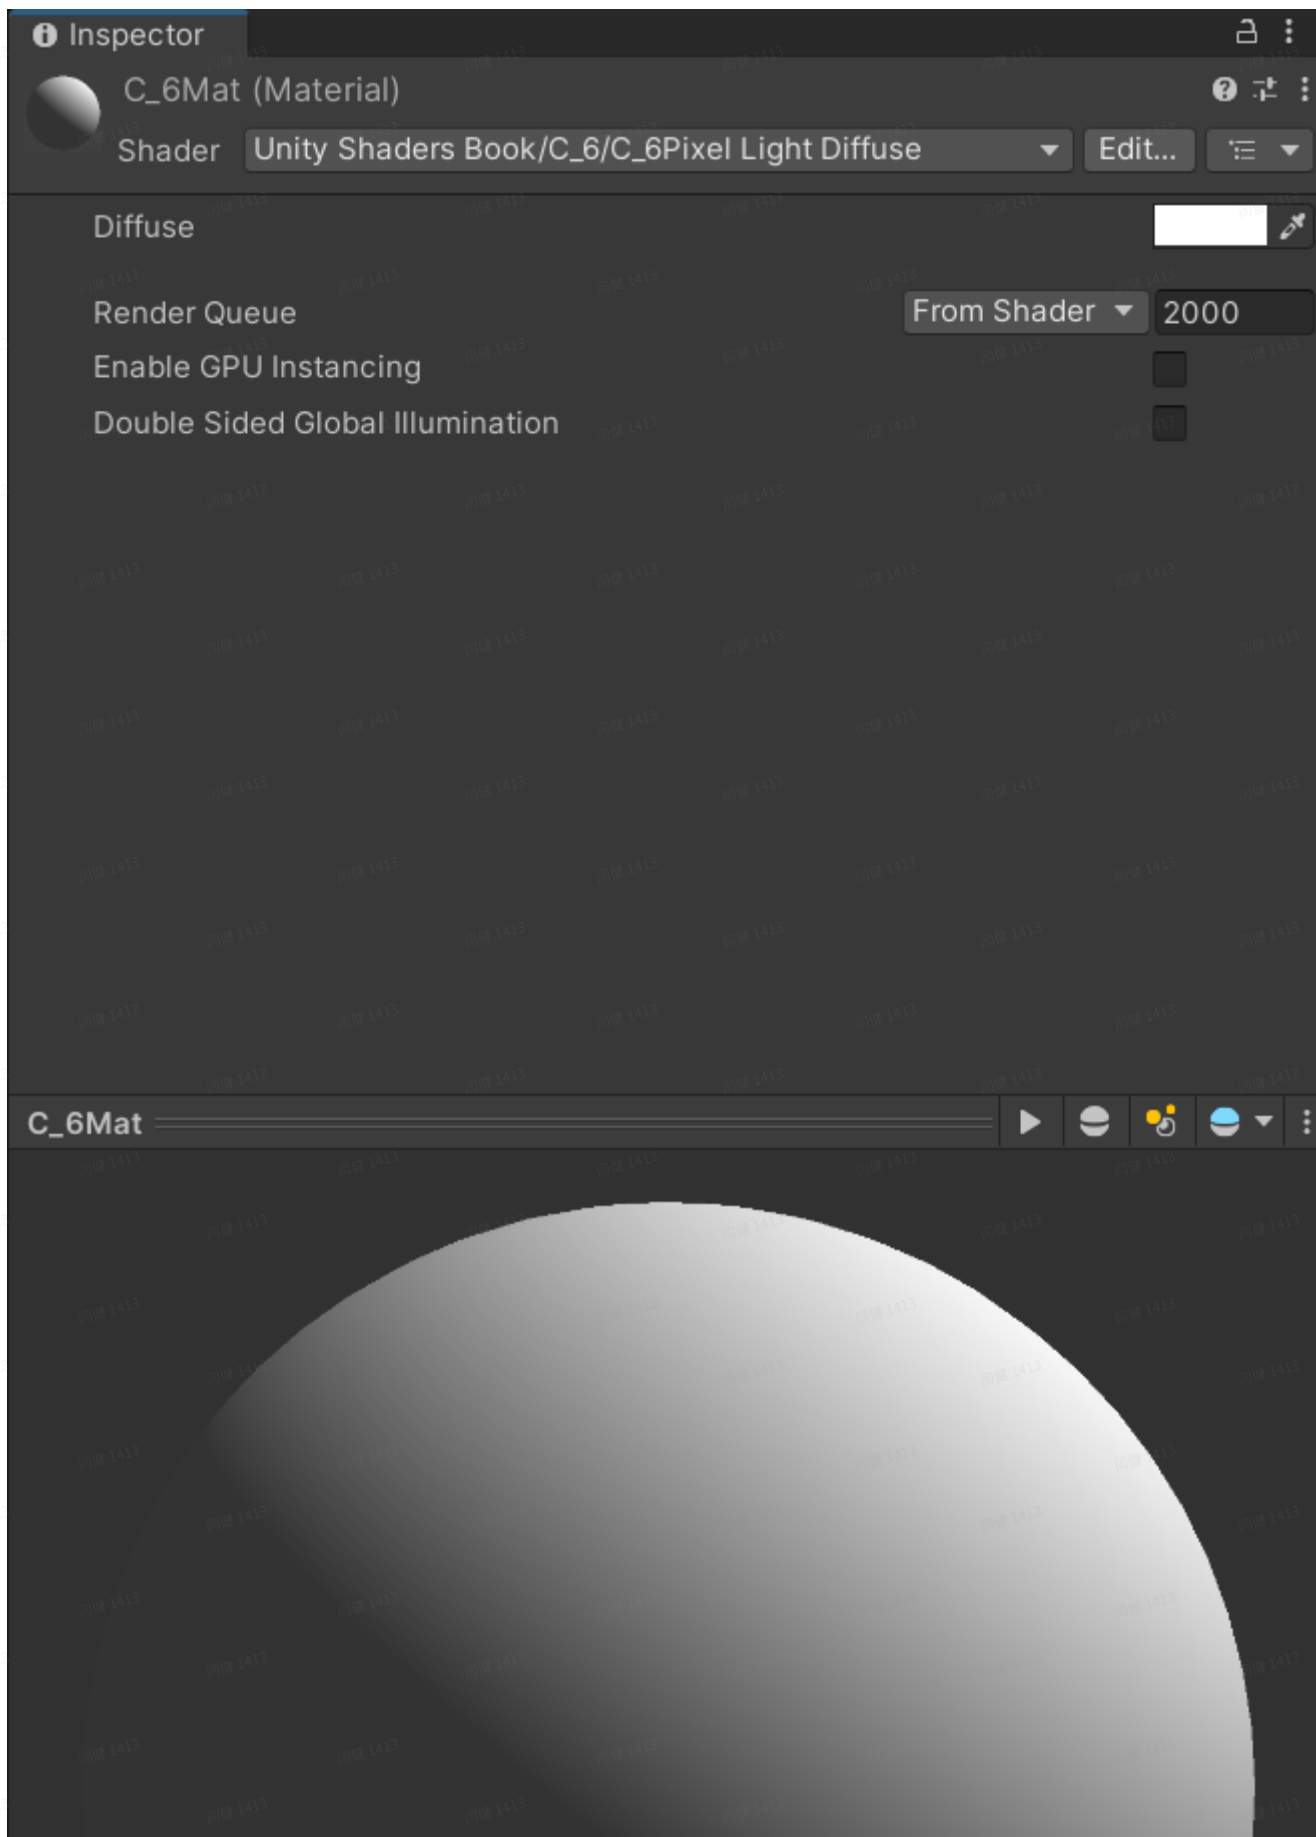 Inspector
C_6Mat (Material)
Shader Unity Shaders Book/C_6/C_6Pixel Light Diffuse Edit...
Diffuse
Render Queue From Shader 2000
Enable GPU Instancing
Double Sided Global Illumination
C_6Mat